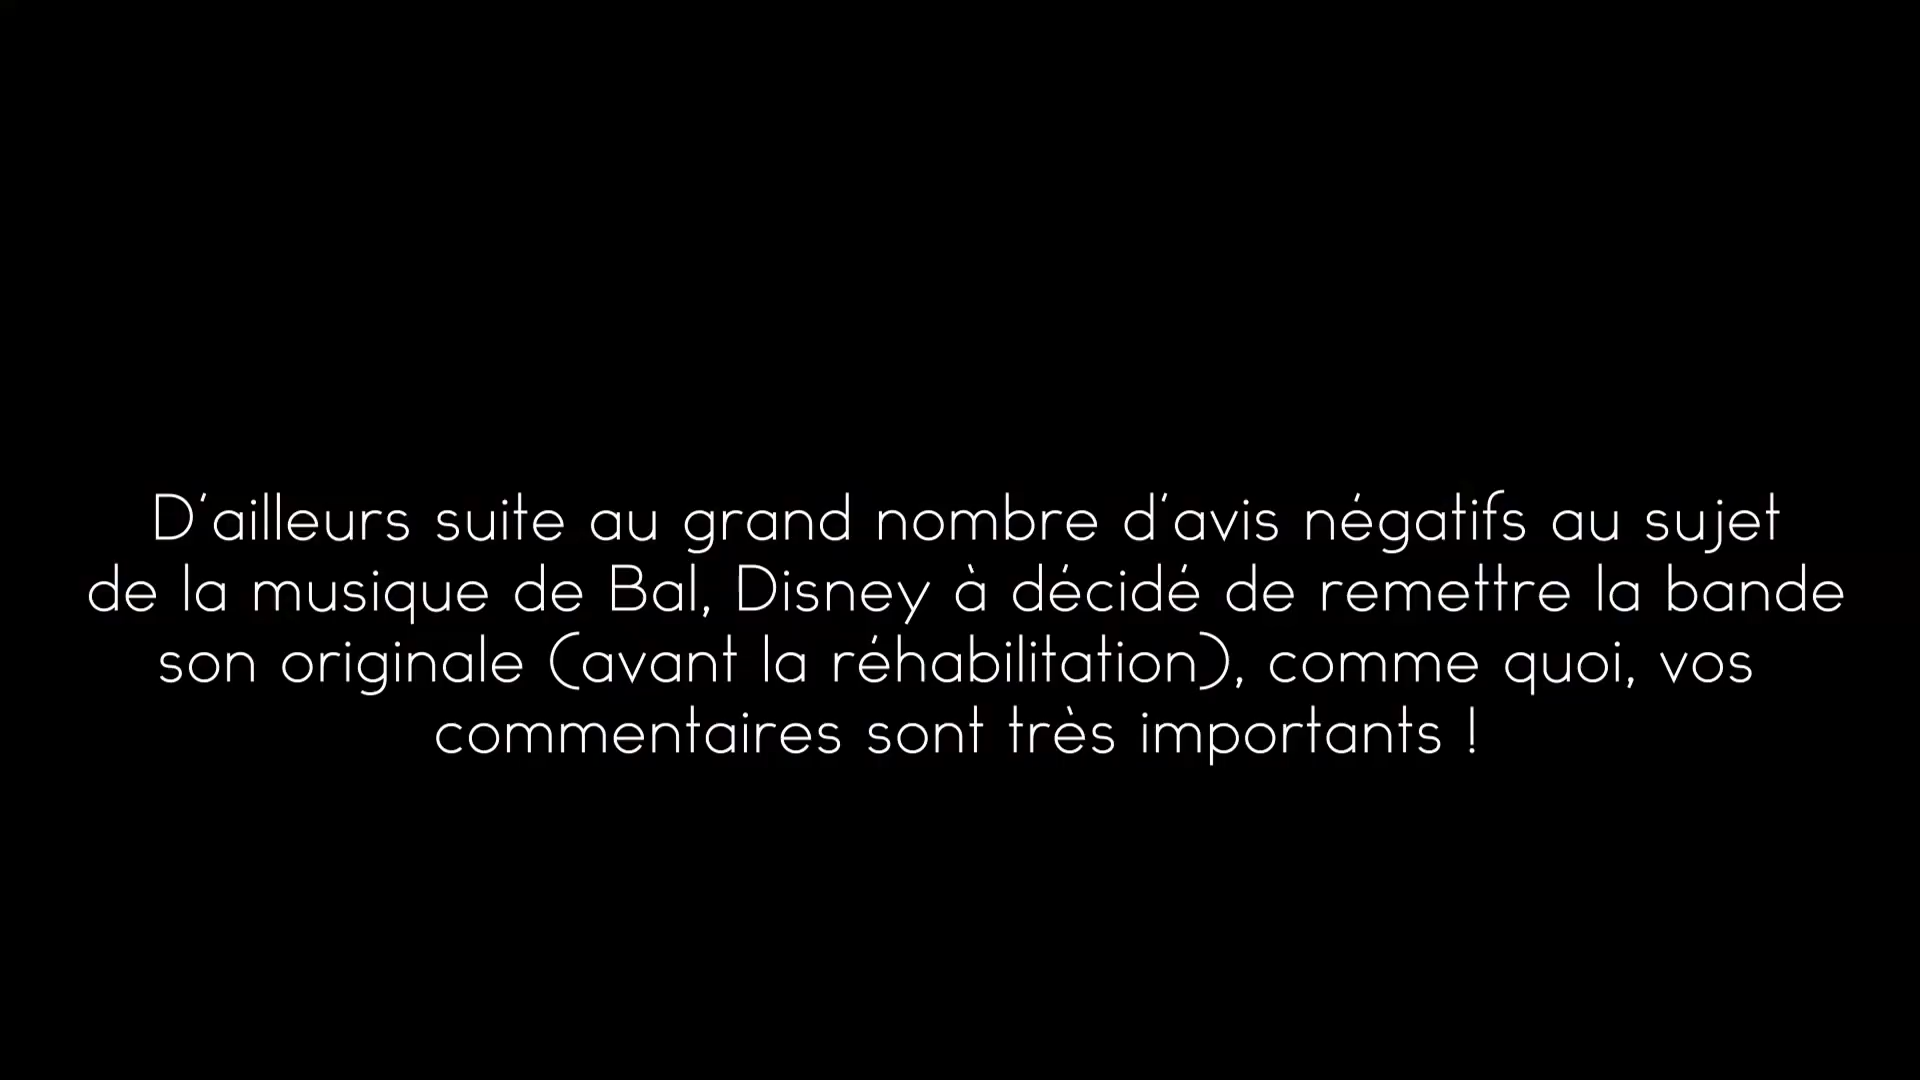 D'ailleurs suite au grand nombre d'avis négatifs au sujet
de la musique de Bal, Disney à décidé de remettre la bande
son originale (avant la réhabilitation), comme quoi, vos
commentaires sont très importants !